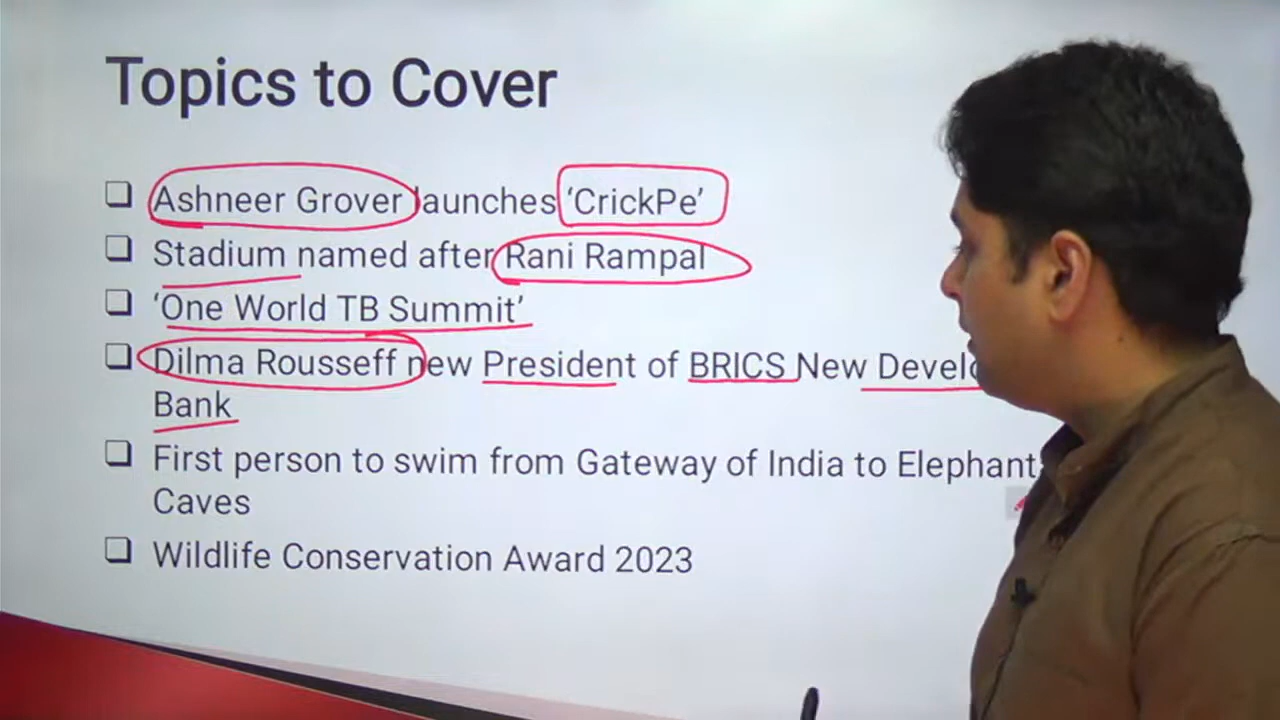 Topics to Cover
Ashneer Grover launches 'CrickPe'
Stadium named after Rani Rampal
'One World TB Summit'
Dilma Rousseff new President of BRICS New
Bank
First person to swim from Gateway of India to Elephant
Caves
Wildlife Conservation Award 2023